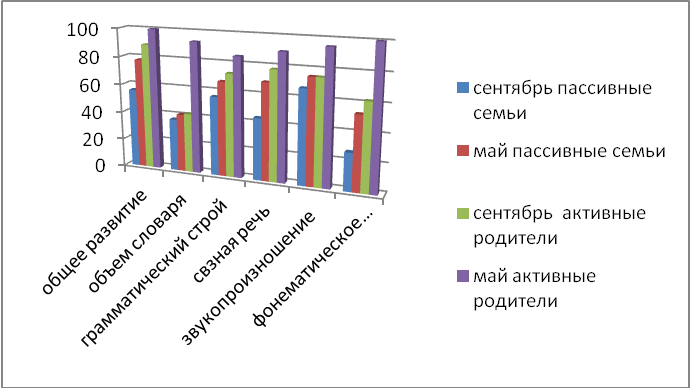 100
80
60
40
20
0
общее развитие
объем словаря
грамматический строй
свзная речь
звукопроизношение
фонематическое...
сентябрь пассивные
семьи
май пассивные семьи
сентябрь активные
родители
май активные
родители